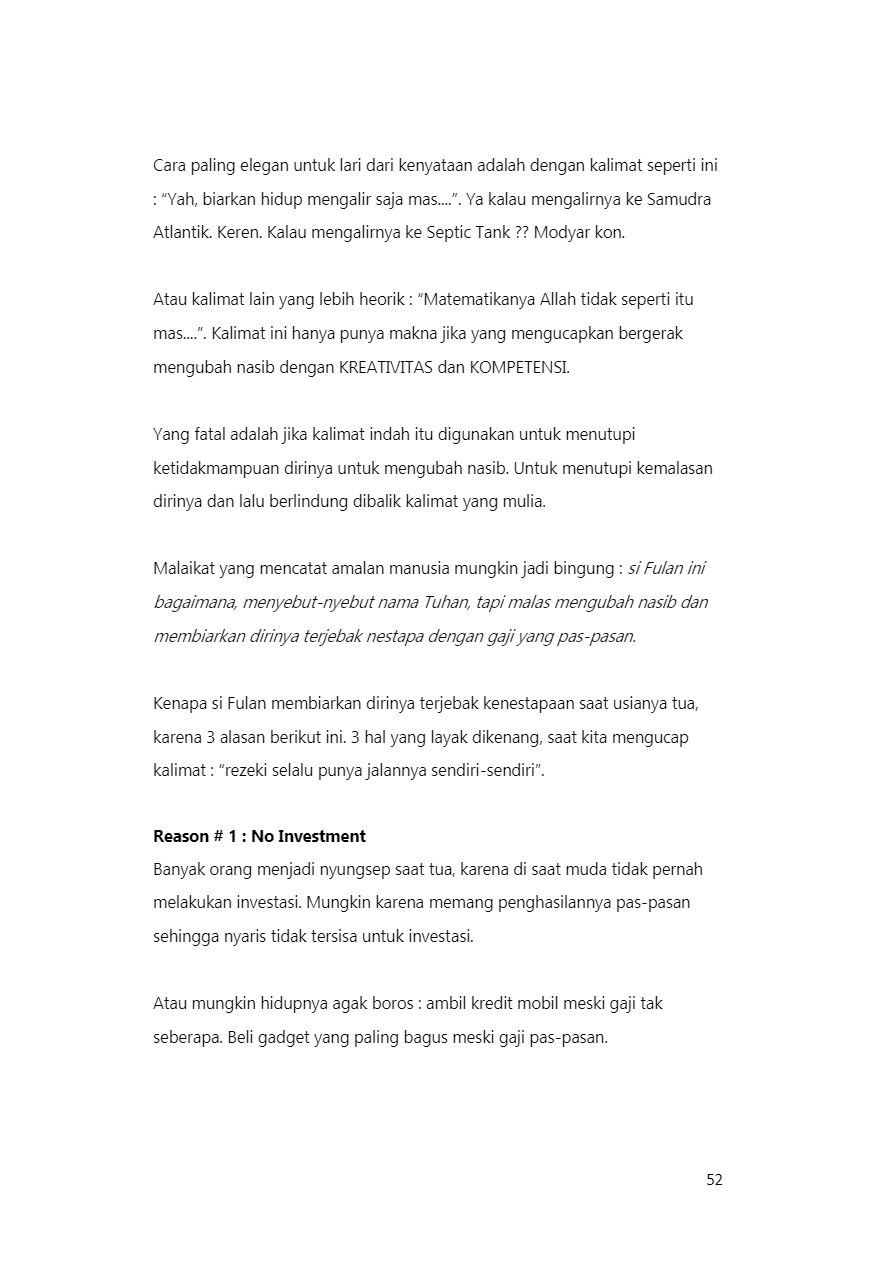 Cara paling elegan untuk lari dari kenyataan adalah dengan kalimat seperti ini
: “Yah, biarkan hidup mengalir saja mas....”. Ya kalau mengalirnya ke Samudra
Atlantik. Keren. Kalau mengalirnya ke Septic Tank ?? Modyar kon.
Atau kalimat lain yang lebih heorik : “Matematikanya Allah tidak seperti itu
mas....”. Kalimat ini hanya punya makna jika yang mengucapkan bergerak
mengubah nasib dengan KREATIVITAS dan KOMPETENSI.
Yang fatal adalah jika kalimat indah itu digunakan untuk menutupi
ketidakmampuan dirinya untuk mengubah nasib. Untuk menutupi kemalasan
dirinya dan lalu berlindung dibalik kalimat yang mulia.
Malaikat yang mencatat amalan manusia mungkin jadi bingung : si Fulan ini
bagaimana, menyebut-nyebut nama Tuhan, tapi malas mengubah nasib dan
membiarkan dirinya terjebak nestapa dengan gaji yang pas-pasan.
Kenapa si Fulan membiarkan dirinya terjebak kenestapaan saat usianya tua,
karena 3 alasan berikut ini. 3 hal yang layak dikenang, saat kita mengucap
kalimat : “rezeki selalu punya jalannya sendiri-sendiri”.
Reason # 1 : No Investment
Banyak orang menjadi nyungsep saat tua, karena di saat muda tidak pernah
melakukan investasi. Mungkin karena memang penghasilannya pas-pasan
sehingga nyaris tidak tersisa untuk investasi.
Atau mungkin hidupnya agak boros : ambil kredit mobil meski gaji tak
seberapa. Beli gadget yang paling bagus meski gaji pas-pasan.
52